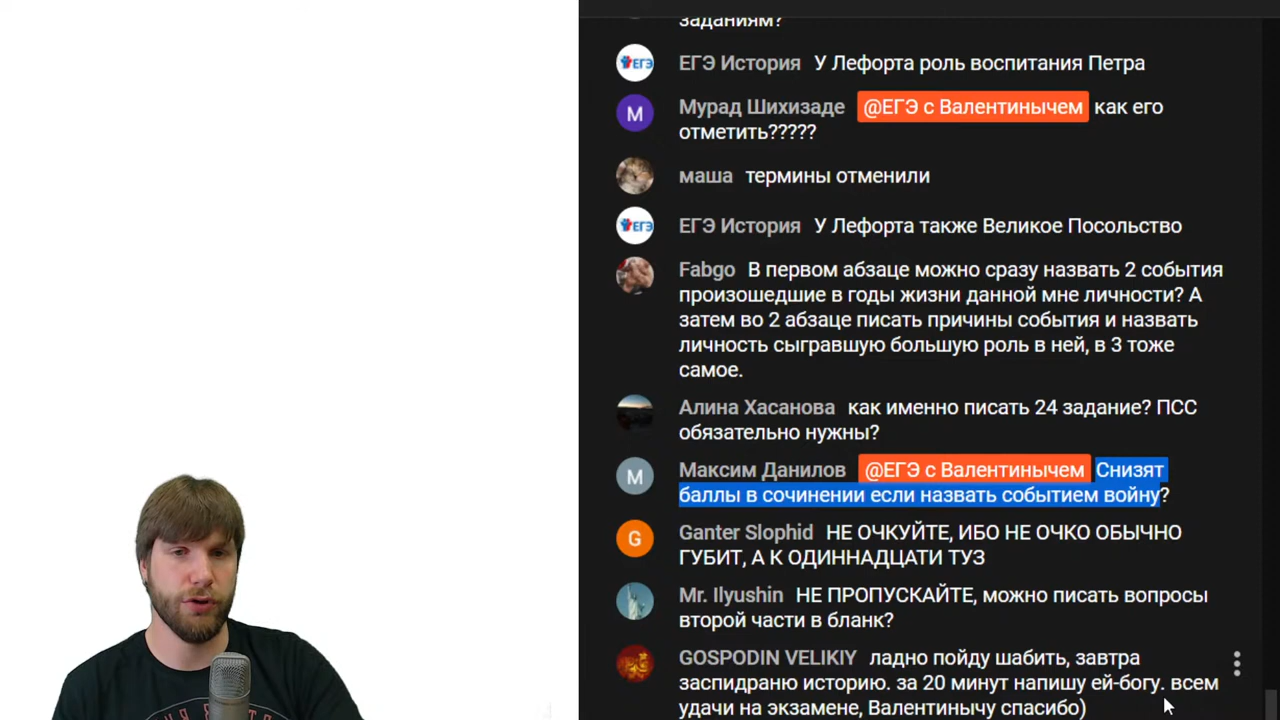 заданиям?
ЕГЭ История У Лефорта роль воспитания Петра
Мурад Шихизаде @ЕГЭ с Валентинычем как его
отметить?????
маша термины отменили
ЕГЭ История У Лефорта также Великое Посольство
Fabgo В первом абзаце можно сразу назвать 2 события
произошедшие в годы жизни данной мне личности? А
затем во 2 абзаце писать причины события и назвать
личность сыгравшую большую роль в ней, в 3 тоже
самое.
Алина Хасанова как именно писать 24 задание? ПСС
обязательно нужны?
Максим Данилов @ЕГЭ с Валентинычем Снизят
баллы в сочинении если назвать событием войну?
Ganter Slophid НЕ ОЧКУЙТЕ, ИБО НЕ ОЧКО ОБЫЧНО
ГУБИТ, А К ОДИННАДЦАТИ ТУЗ
Mr. Ilyushin НЕ ПРОПУСКАЙТЕ, можно писать вопросы
второй части в бланк?
GOSPODIN VELIKIY ладно пойду шабить, завтра
заспидраню историю. за 20 минут напишу ей-богу. всем
удачи на экзамене, Валентинычу спасибо)